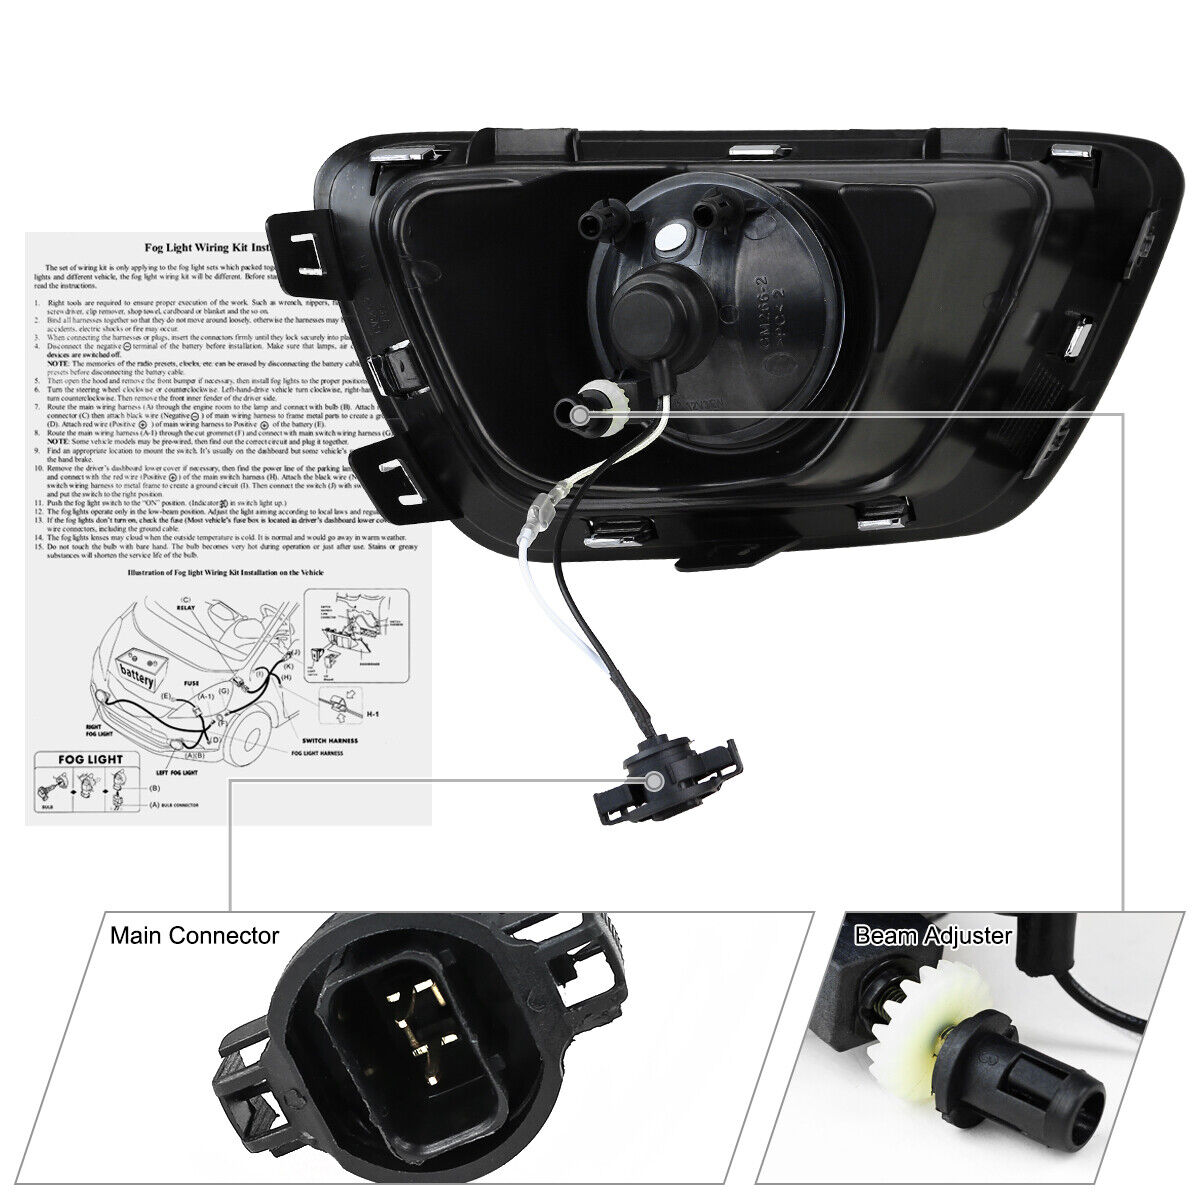 Fog Light Wiring Kit Inst
The set of wiring kit is only applying to the fog light sets which packed tog
lights and different vehicle, the fog light wiring kit will be different. Before sta
read the instructions.
1. Right tools are required to ensure proper execution of the work. Such as wrench, nippers,
screw driver, clip remover, shop towel, cardboard or blanket and the so on.
2. Bind all harnesses together so that they do not move around loosely, otherwise the harnesses may
accidents, electric shocks or fire may occur.
3. When connecting the harnesses or plugs, insert the connectors firmly until they lock securely into pla
4. Disconnect the negative ⊖ terminal of the battery before installation. Make sure that lamps, air
devices are switched off.
NOTE: The memories of the radio presets, clocks, etc. can be erased by disconnecting the battery cable
presets before disconnecting the battery cable.
5. Then open the hood and remove the front bumper if necessary, then install fog lights to the proper position
6. Turn the steering wheel clockwise or counterclockwise. Left-hand-drive vehicle turn clockwise, right-han
turn counterclockwise. Then remove the front inner fender of the driver side.
7. Route the main wiring harness (A) through the engine room to the lamp and connect with bulb (B). Attach
connector (C) then attach black wire (Negative ⊖) of main wiring harness to frame metal parts to create a gro
(D). Attach red wire (Positive ⊕) of main wiring harness to Positive ⊕ of the battery (E).
8. Route the main wiring harness (A-1) through the cut grommet (F) and connect with main switch wiring harness (G
NOTE: Some vehicle models may be pre-wired, then find out the correct circuit and plug it together.
9. Find an appropriate location to mount the switch. It's usually on the dashboard but some vehicle's
the hand brake.
10. Remove the driver's dashboard lower cover if necessary, then find the power line of the parking lam
and connect with the red wire (Positive ⊕) of the main switch harness (H). Attach the black wire (N
switch wiring harness to metal frame to create a ground circuit (I). Then connect the switch (J) with sw
and put the switch to the right position.
11. Push the fog light switch to the "ON" position. (Indicator in switch light up.)
12. The fog lights operate only in the low-beam position. Adjust the light aiming according to local laws and regu
13. If the fog lights don't turn on, check the fuse (Most vehicle's fuse box is located in driver's dashboard lower cove
wire connectors, including the ground cable.
14. The fog lights lenses may cloud when the outside temperature is cold. It is normal and would go away in warm weather.
15. Do not touch the bulb with bare hand. The bulb becomes very hot during operation or just after use. Stains or greasy
substances will shorten the service life of the bulb.
Illustration of Fog light Wiring Kit Installation on the Vehicle
(C)
RELAY
battery
FUSE
(E)
(A-1)
(G)
(F)
(D)
(I)
(J)
(K)
(H)
H-1
RIGHT
FOG LIGHT
SWITCH HARNESS
FOG LIGHT HARNESS
(A)(B)
LEFT FOG LIGHT
FOG LIGHT
BULB
(B)
(A) BULB CONNECTOR
GM266-2
12V35W
Main Connector
Beam Adjuster